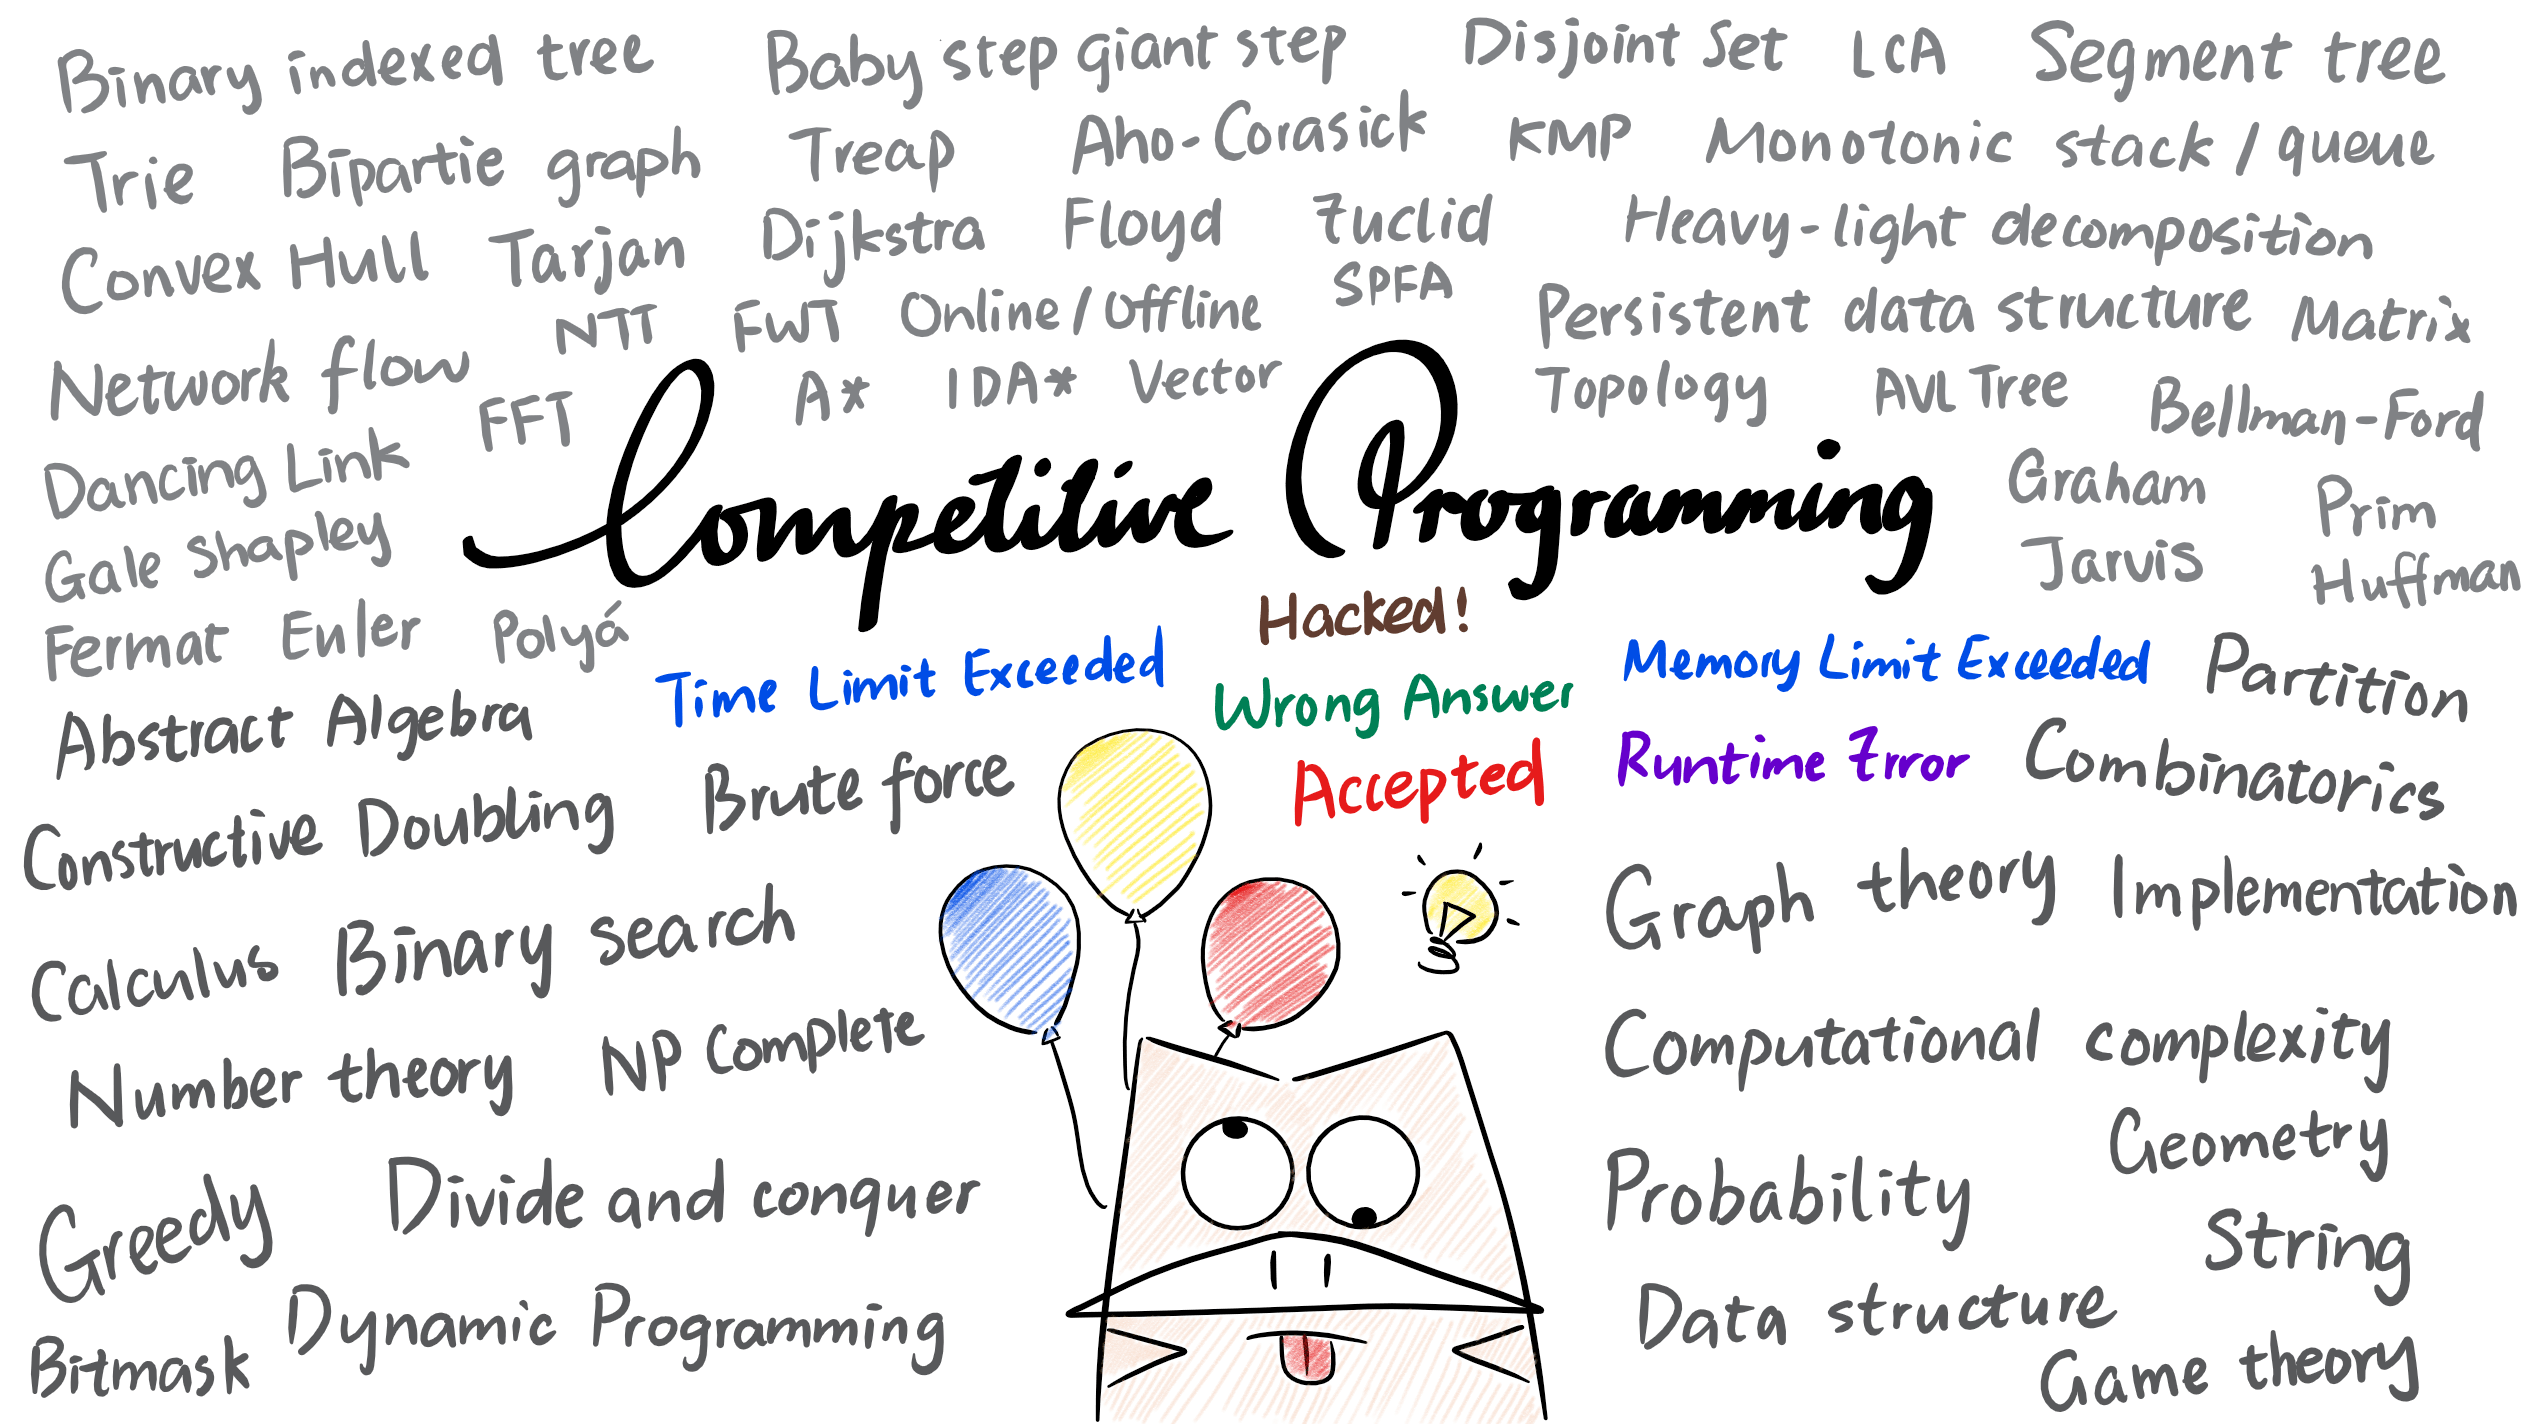 Binary indexed tree
Baby step giant step
Disjoint Set
LCA
Segment tree
Trie
Bipartie graph
Treap
Aho-Corasick
KMP
Monotonic stack / queue
Convex Hull
Tarjan
Dijkstra
Floyd
Euclid
Heavy-light decomposition
Network flow
NTT
FWT
Online / Offline
SPFA
Persistent data structure
Matrix
FFT
A*
IDA*
Vector
Topology
AVL Tree
Bellman-Ford
Dancing Link
Competitive Programming
Graham
Prim
Gale Shapley
Jarvis
Huffman
Fermat
Euler
Polyá
Hacked!
Time Limit Exceeded
Wrong Answer
Memory Limit Exceeded
Partition
Abstract Algebra
Accepted
Runtime Error
Combinatorics
Constructive
Doubling
Brute force
Graph theory
Implementation
Calculus
Binary search
Number theory
NP Complete
Computational complexity
Geometry
Greedy
Divide and conquer
Probability
String
Bitmask
Dynamic Programming
Data structure
Game theory